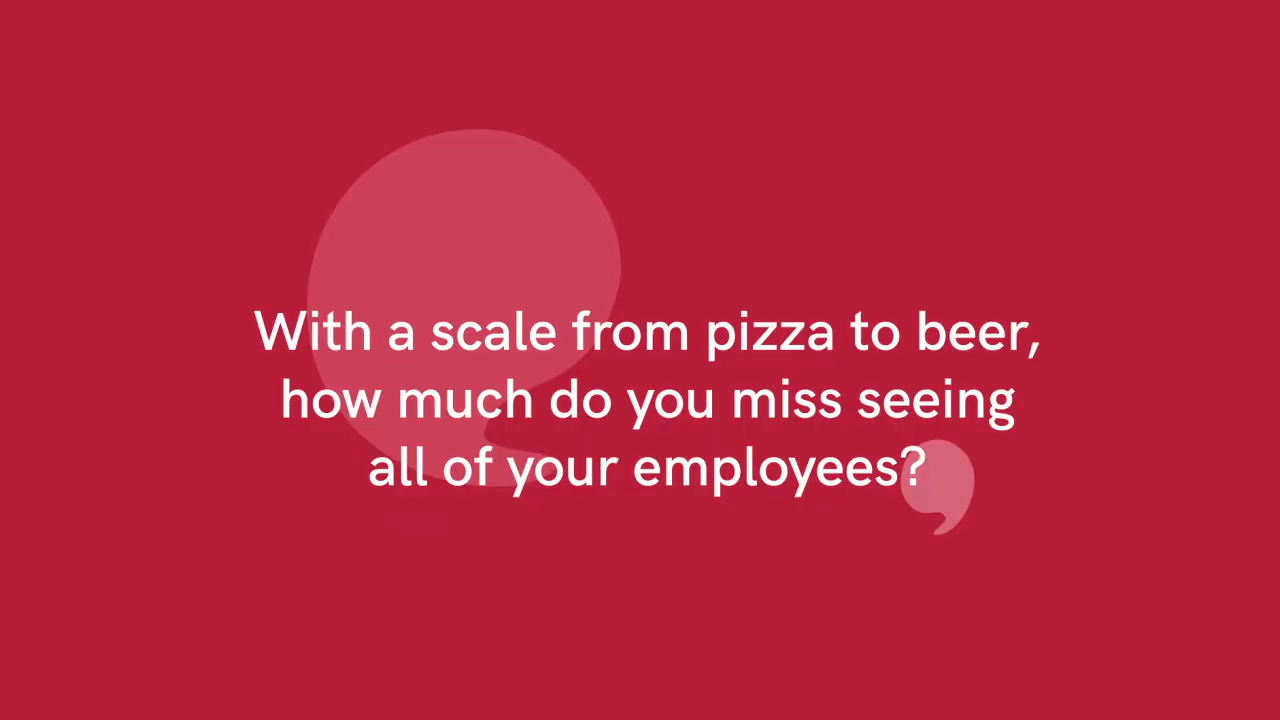 With a scale from pizza to beer,
how much do you miss seeing
all of your employees?